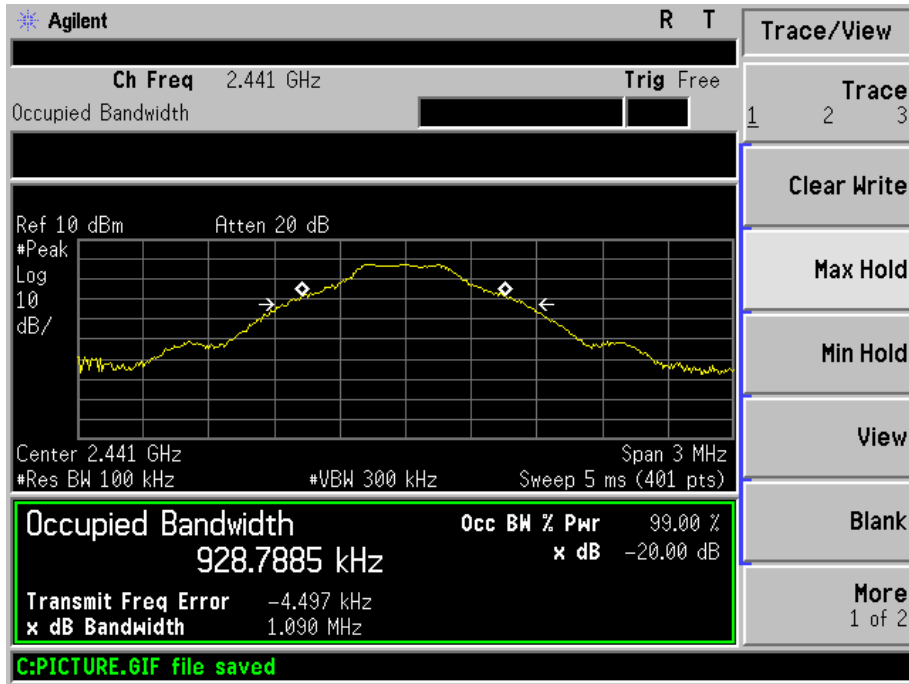 Agilent R T
Trace/View
Ch Freq 2.441 GHz Trig Free
Occupied Bandwidth
Trace
1 2 3
Clear Write
Max Hold
Min Hold
View
Blank
More
1 of 2
Ref 10 dBm Atten 20 dB
#Peak
Log
10
dB/
Center 2.441 GHz Span 3 MHz
#Res BW 100 kHz #VBW 300 kHz Sweep 5 ms (401 pts)
Occupied Bandwidth Occ BW % Pwr 99.00 %
928.7885 kHz x dB -20.00 dB
Transmit Freq Error -4.497 kHz
x dB Bandwidth 1.090 MHz
C:PICTURE.GIF file saved